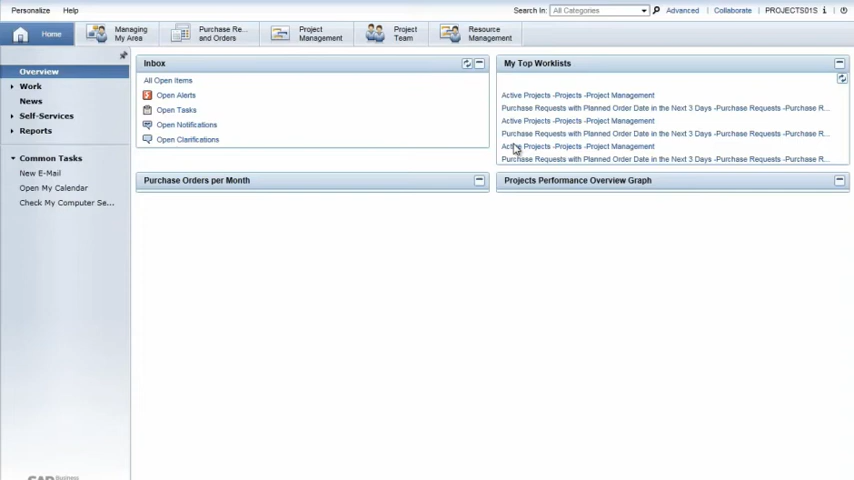 Personalize Help
Search In: All Categories Advanced | Collaborate | PROJECTS01S i
Home
Managing My Area
Purchase Re... and Orders
Project Management
Project Team
Resource Management
Overview
Work
News
Self-Services
Reports
Common Tasks
New E-Mail
Open My Calendar
Check My Computer Se...
Inbox
All Open Items
Open Alerts
Open Tasks
Open Notifications
Open Clarifications
My Top Worklists
Active Projects -Projects -Project Management
Purchase Requests with Planned Order Date in the Next 3 Days -Purchase Requests -Purchase R...
Active Projects -Projects -Project Management
Purchase Requests with Planned Order Date in the Next 3 Days -Purchase Requests -Purchase R...
Active Projects -Projects -Project Management
Purchase Requests with Planned Order Date in the Next 3 Days -Purchase Requests -Purchase R...
Purchase Orders per Month
Projects Performance Overview Graph
Business